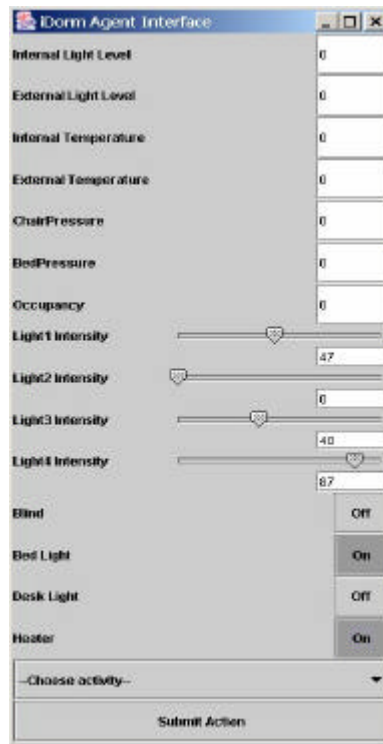 iDorm Agent Interface
Internal Light Level 0
External Light Level 0
Internal Temperature 0
External Temperature 0
ChairPressure 0
BedPressure 0
Occupancy 0
Light1 Intensity
47
Light2 Intensity
0
Light3 Intensity
40
Light4 Intensity
87
Blind Off
Bed Light On
Desk Light Off
Heater On
--Choose activity--
Submit Action